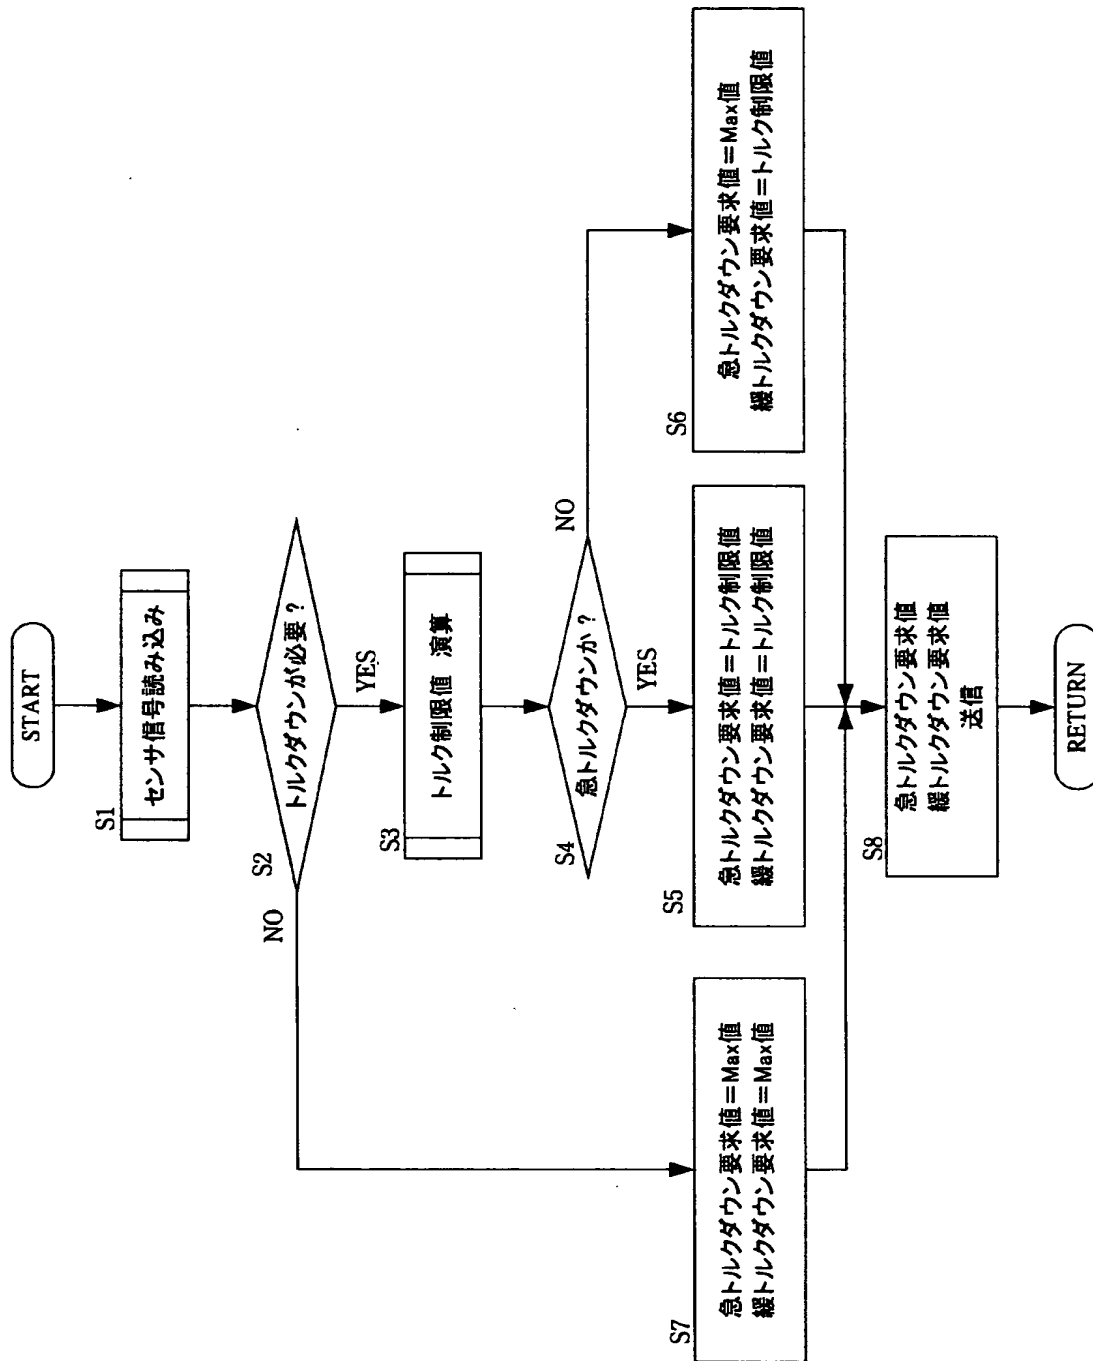 START
S1
センサ信号読み込み
S2
トルクダウンが必要？
NO
YES
S3
トルク制限値 演算
S4
急トルクダウンか？
NO
YES
S7
急トルクダウン要求値＝Max値
緩トルクダウン要求値＝Max値
S5
急トルクダウン要求値＝トルク制限値
緩トルクダウン要求値＝トルク制限値
S6
急トルクダウン要求値＝Max値
緩トルクダウン要求値＝トルク制限値
S8
急トルクダウン要求値
緩トルクダウン要求値
送信
RETURN